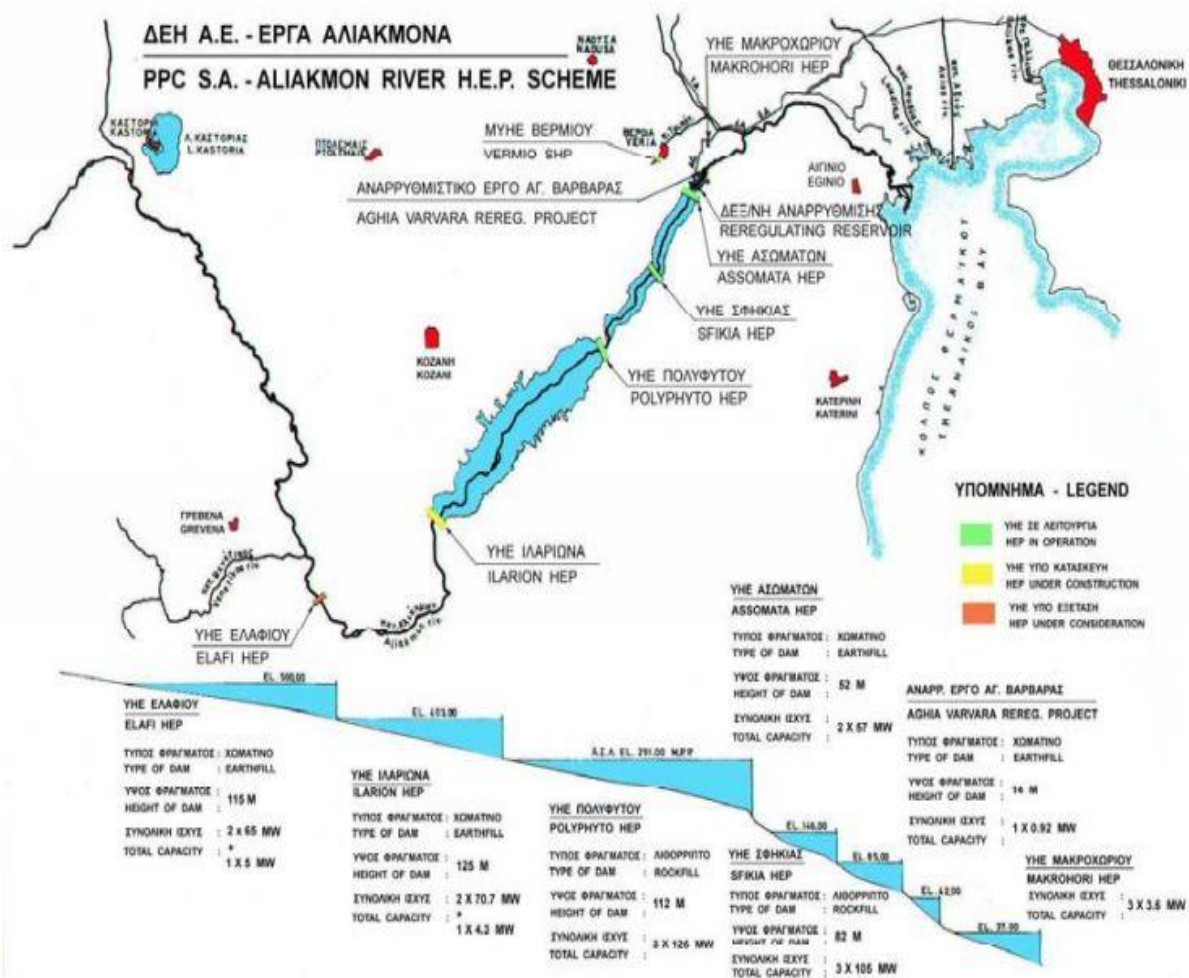 ΔΕΗ Α.Ε. - ΕΡΓΑ ΑΛΙΑΚΜΟΝΑ
PPC S.A. - ALIAKMON RIVER H.E.P. SCHEME
ΝΑΟΥΣΑ
NAOUSA
ΥΗΕ ΜΑΚΡΟΧΩΡΙΟΥ
MAKROHORI HEP
ΘΕΣΣΑΛΟΝΙΚΗ
THESSALONIKI
ΚΑΣΤΟΡΙΑ
KASTORIA
Λ. ΚΑΣΤΟΡΙΑΣ
L. KASTORIA
ΠΤΟΛΕΜΑΙΣ
PTOLEMAIS
ΜΥΗΕ ΒΕΡΜΙΟΥ
VERMIO SHP
ΒΕΡΟΙΑ
VERIA
ΑΝΑΡΡΥΘΜΙΣΤΙΚΟ ΕΡΓΟ ΑΓ. ΒΑΡΒΑΡΑΣ
AGHIA VARVARA REREG. PROJECT
ΑΙΓΙΝΙΟ
EGINIO
ΔΕΞ/ΝΗ ΑΝΑΡΡΥΘΜΙΣΗΣ
REREGULATING RESERVOIR
ΥΗΕ ΑΣΩΜΑΤΩΝ
ASSOMATA HEP
ΥΗΕ ΣΦΗΚΙΑΣ
SFIKIA HEP
ΚΟΖΑΝΗ
KOZANI
ΥΗΕ ΠΟΛΥΦΥΤΟΥ
POLYPHYTO HEP
ΚΑΤΕΡΙΝΗ
KATERINI
ΚΟΛΠΟΣ ΘΕΡΜΑΙΚΟΥ
THERMAIKOS BAY
ΓΡΕΒΕΝΑ
GREVENA
ΥΗΕ ΙΛΑΡΙΩΝΑ
ILARION HEP
Venetikos riv
Aliakmon riv
ΥΗΕ ΕΛΑΦΙΟΥ
ELAFI HEP
ΥΠΟΜΝΗΜΑ - LEGEND
ΥΗΕ ΣΕ ΛΕΙΤΟΥΡΓΙΑ
HEP IN OPERATION
ΥΗΕ ΥΠΟ ΚΑΤΑΣΚΕΥΗ
HEP UNDER CONSTRUCTION
ΥΗΕ ΥΠΟ ΕΞΕΤΑΣΗ
HEP UNDER CONSIDERATION
EL. 500.00
EL. 403.00
Α.Σ.Λ. EL. 291.00
EL. 146.00
EL. 85.00
EL. 42.00
EL. 37.00
ΥΗΕ ΕΛΑΦΙΟΥ
ELAFI HEP
ΤΥΠΟΣ ΦΡΑΓΜΑΤΟΣ : ΧΩΜΑΤΙΝΟ
TYPE OF DAM : EARTHFILL
ΥΨΟΣ ΦΡΑΓΜΑΤΟΣ :
HEIGHT OF DAM : 115 M
ΣΥΝΟΛΙΚΗ ΙΣΧΥΣ : 2 x 65 MW
TOTAL CAPACITY : +
1 X 5 MW
ΥΗΕ ΙΛΑΡΙΩΝΑ
ILARION HEP
ΤΥΠΟΣ ΦΡΑΓΜΑΤΟΣ : ΧΩΜΑΤΙΝΟ
TYPE OF DAM : EARTHFILL
ΥΨΟΣ ΦΡΑΓΜΑΤΟΣ :
HEIGHT OF DAM : 125 M
ΣΥΝΟΛΙΚΗ ΙΣΧΥΣ : 2 X 70.7 MW
TOTAL CAPACITY : +
1 X 4.3 MW
ΥΗΕ ΠΟΛΥΦΥΤΟΥ
POLYPHYTO HEP
ΤΥΠΟΣ ΦΡΑΓΜΑΤΟΣ : ΛΙΘΟΡΡΙΠΤΟ
TYPE OF DAM : ROCKFILL
ΥΨΟΣ ΦΡΑΓΜΑΤΟΣ :
HEIGHT OF DAM : 112 M
ΣΥΝΟΛΙΚΗ ΙΣΧΥΣ :
TOTAL CAPACITY : 3 X 125 MW
ΥΗΕ ΣΦΗΚΙΑΣ
SFIKIA HEP
ΤΥΠΟΣ ΦΡΑΓΜΑΤΟΣ : ΛΙΘΟΡΡΙΠΤΟ
TYPE OF DAM : ROCKFILL
ΥΨΟΣ ΦΡΑΓΜΑΤΟΣ :
HEIGHT OF DAM : 82 M
ΣΥΝΟΛΙΚΗ ΙΣΧΥΣ :
TOTAL CAPACITY : 3 X 105 MW
ΥΗΕ ΑΣΩΜΑΤΩΝ
ASSOMATA HEP
ΤΥΠΟΣ ΦΡΑΓΜΑΤΟΣ : ΧΩΜΑΤΙΝΟ
TYPE OF DAM : EARTHFILL
ΥΨΟΣ ΦΡΑΓΜΑΤΟΣ :
HEIGHT OF DAM : 52 M
ΣΥΝΟΛΙΚΗ ΙΣΧΥΣ :
TOTAL CAPACITY : 2 X 57 MW
ΑΝΑΡΡ. ΕΡΓΟ ΑΓ. ΒΑΡΒΑΡΑΣ
AGHIA VARVARA REREG. PROJECT
ΤΥΠΟΣ ΦΡΑΓΜΑΤΟΣ : ΧΩΜΑΤΙΝΟ
TYPE OF DAM : EARTHFILL
ΥΨΟΣ ΦΡΑΓΜΑΤΟΣ :
HEIGHT OF DAM : 14 M
ΣΥΝΟΛΙΚΗ ΙΣΧΥΣ :
TOTAL CAPACITY : 1 X 0.92 MW
ΥΗΕ ΜΑΚΡΟΧΩΡΙΟΥ
MAKROHORI HEP
ΣΥΝΟΛΙΚΗ ΙΣΧΥΣ :
TOTAL CAPACITY : 3 X 3.6 MW